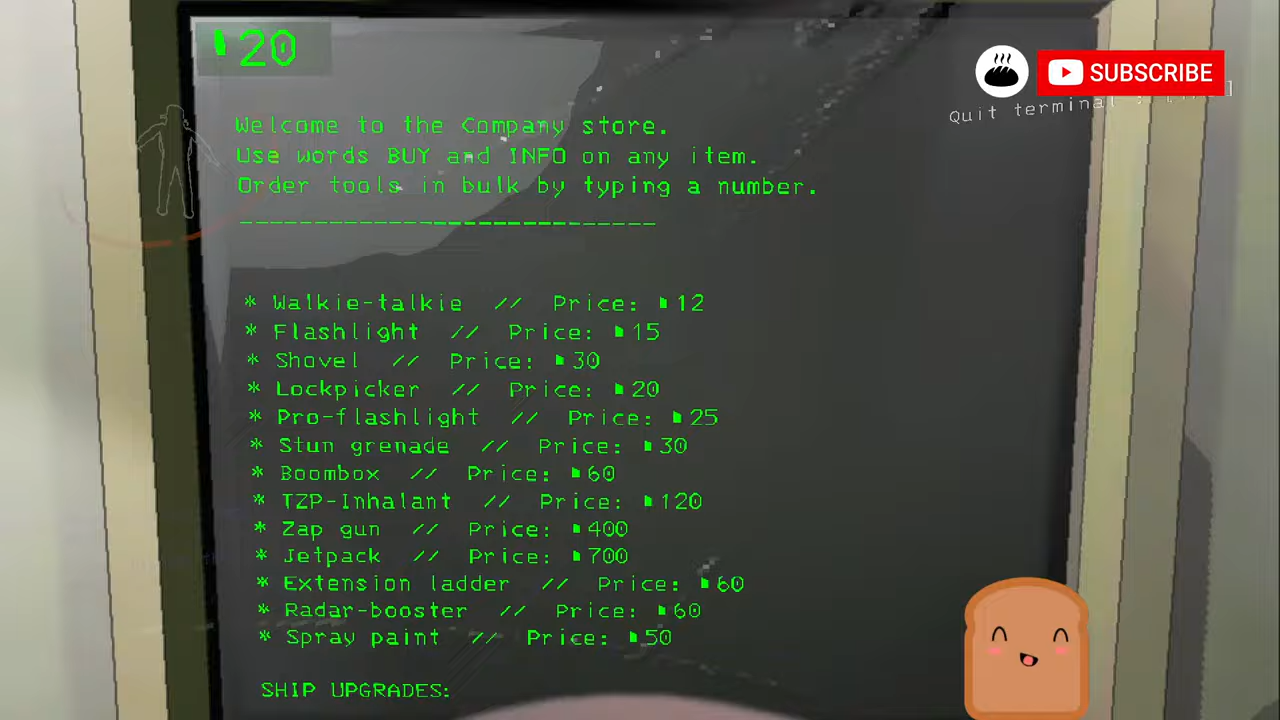 ▮20
SUBSCRIBE
Quit terminal :
Welcome to the Company store.
Use words BUY and INFO on any item.
Order tools in bulk by typing a number.
____________________________
* Walkie-talkie // Price: ▮12
* Flashlight // Price: ▮15
* Shovel // Price: ▮30
* Lockpicker // Price: ▮20
* Pro-flashlight // Price: ▮25
* Stun grenade // Price: ▮30
* Boombox // Price: ▮60
* TZP-Inhalant // Price: ▮120
* Zap gun // Price: ▮400
* Jetpack // Price: ▮700
* Extension ladder // Price: ▮60
* Radar-booster // Price: ▮60
* Spray paint // Price: ▮50
SHIP UPGRADES: